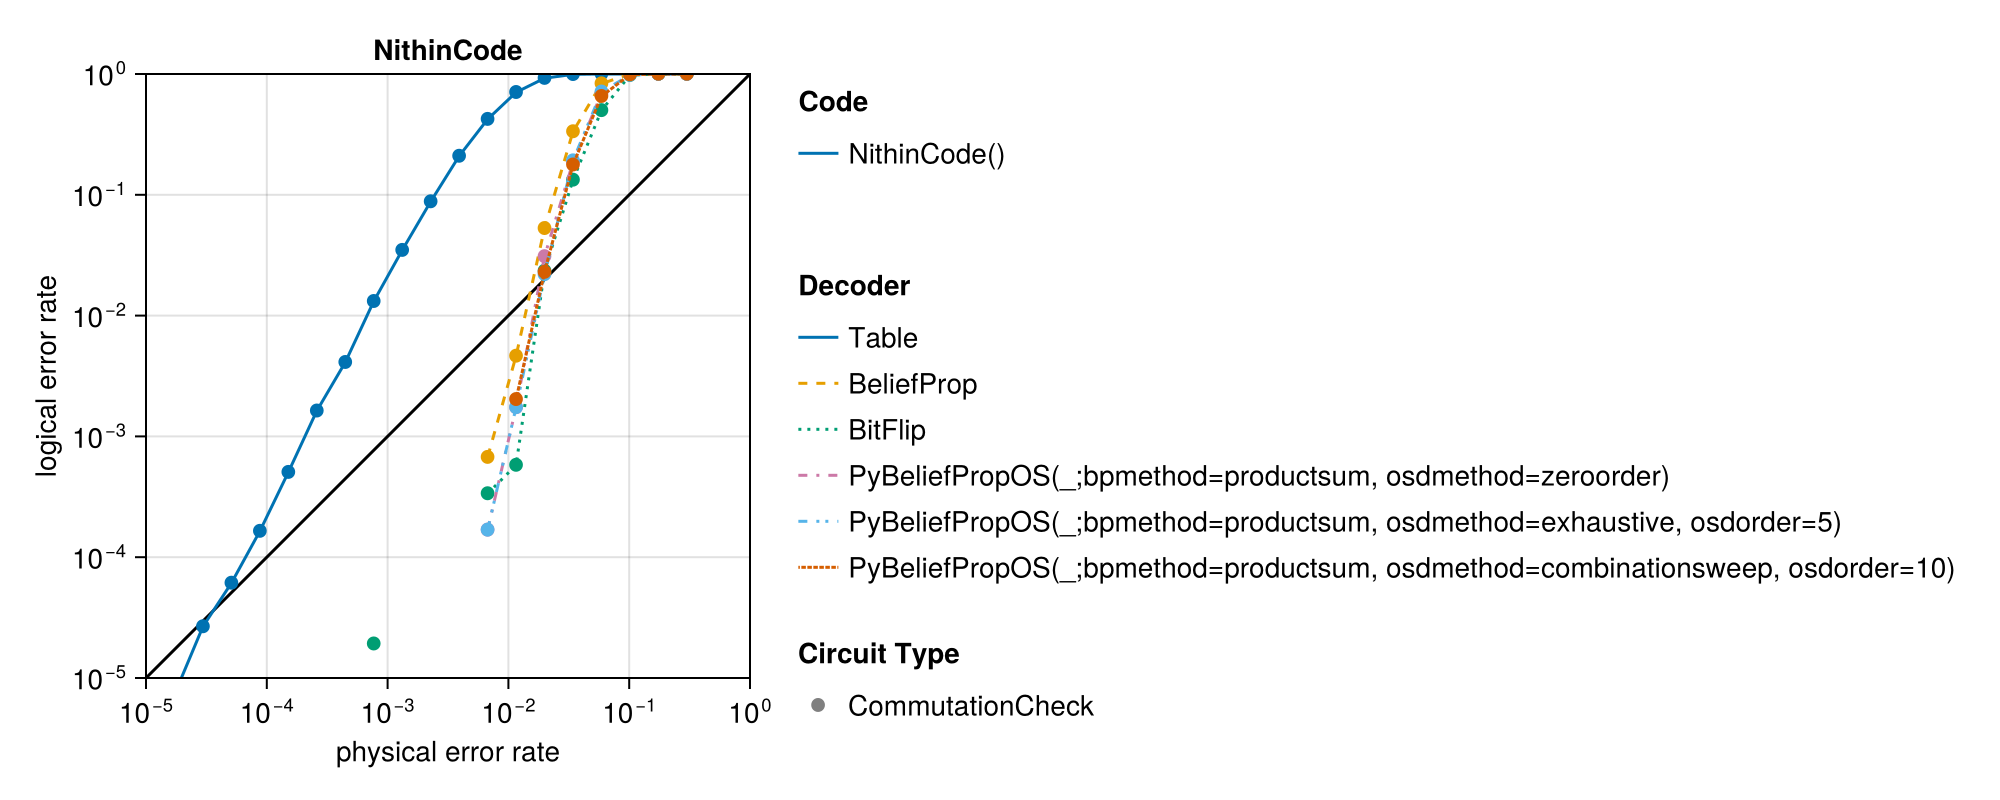 NithinCode
10⁰
10⁻¹
10⁻²
10⁻³
10⁻⁴
10⁻⁵
logical error rate
10⁻⁵ 10⁻⁴ 10⁻³ 10⁻² 10⁻¹ 10⁰
physical error rate
Code
NithinCode()
Decoder
Table
BeliefProp
BitFlip
PyBeliefPropOS(_;bpmethod=productsum, osdmethod=zeroorder)
PyBeliefPropOS(_;bpmethod=productsum, osdmethod=exhaustive, osdorder=5)
PyBeliefPropOS(_;bpmethod=productsum, osdmethod=combinationsweep, osdorder=10)
Circuit Type
CommutationCheck